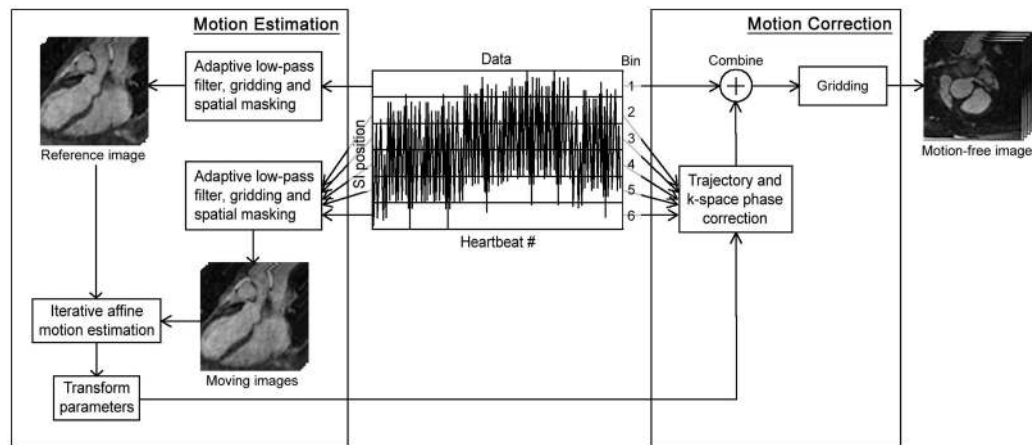 Motion Estimation
Adaptive low-pass
filter, gridding and
spatial masking
Reference image
Adaptive low-pass
filter, gridding and
spatial masking
Iterative affine
motion estimation
Moving images
Transform
parameters
Data
Bin
SI position
1
2
3
4
5
6
Heartbeat #
Motion Correction
Combine
Gridding
Motion-free image
Trajectory and
k-space phase
correction